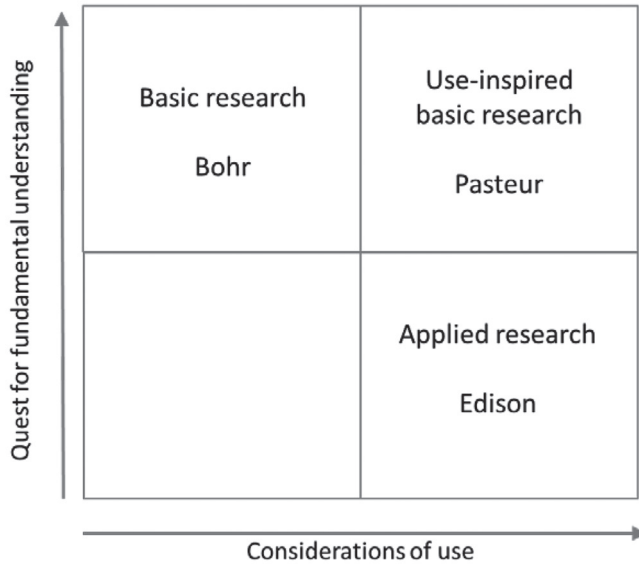 Quest for fundamental understanding
Basic research
Bohr
Use-inspired
basic research
Pasteur
Applied research
Edison
Considerations of use